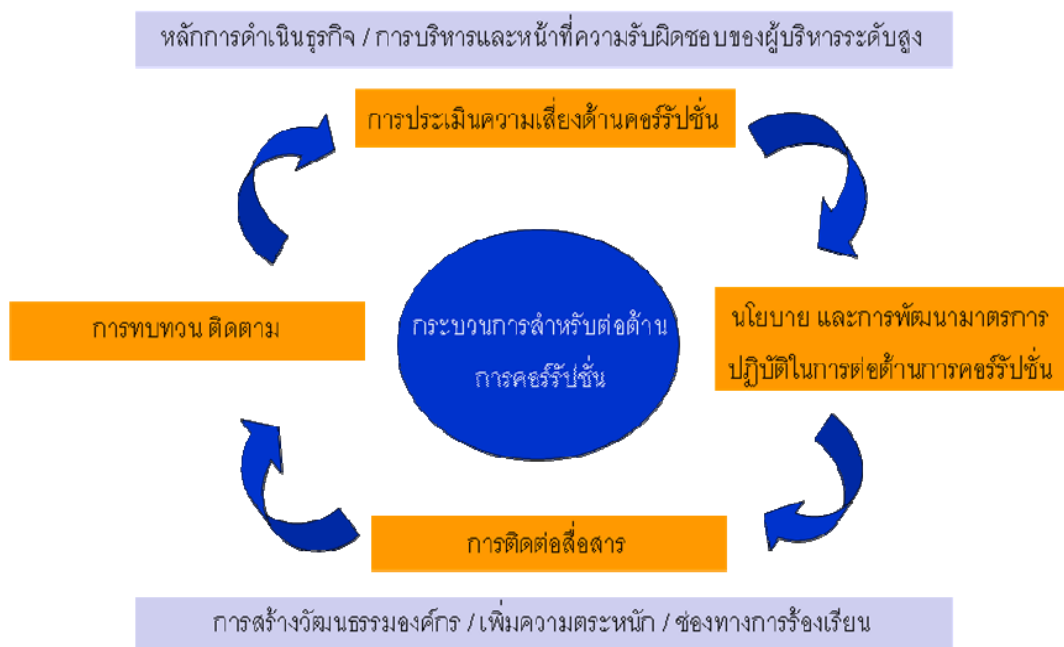 หลักการดำเนินธุรกิจ / การบริหารและหน้าที่ความรับผิดชอบของผู้บริหารระดับสูง
การประเมินความเสี่ยงด้านคอร์รัปชั่น
การทบทวน ติดตาม
กระบวนการสำหรับต่อต้าน
การคอร์รัปชั่น
นโยบาย และการพัฒนามาตรการ
ปฏิบัติในการต่อต้านการคอร์รัปชั่น
การติดต่อสื่อสาร
การสร้างวัฒนธรรมองค์กร / เพิ่มความตระหนัก / ช่องทางการร้องเรียน